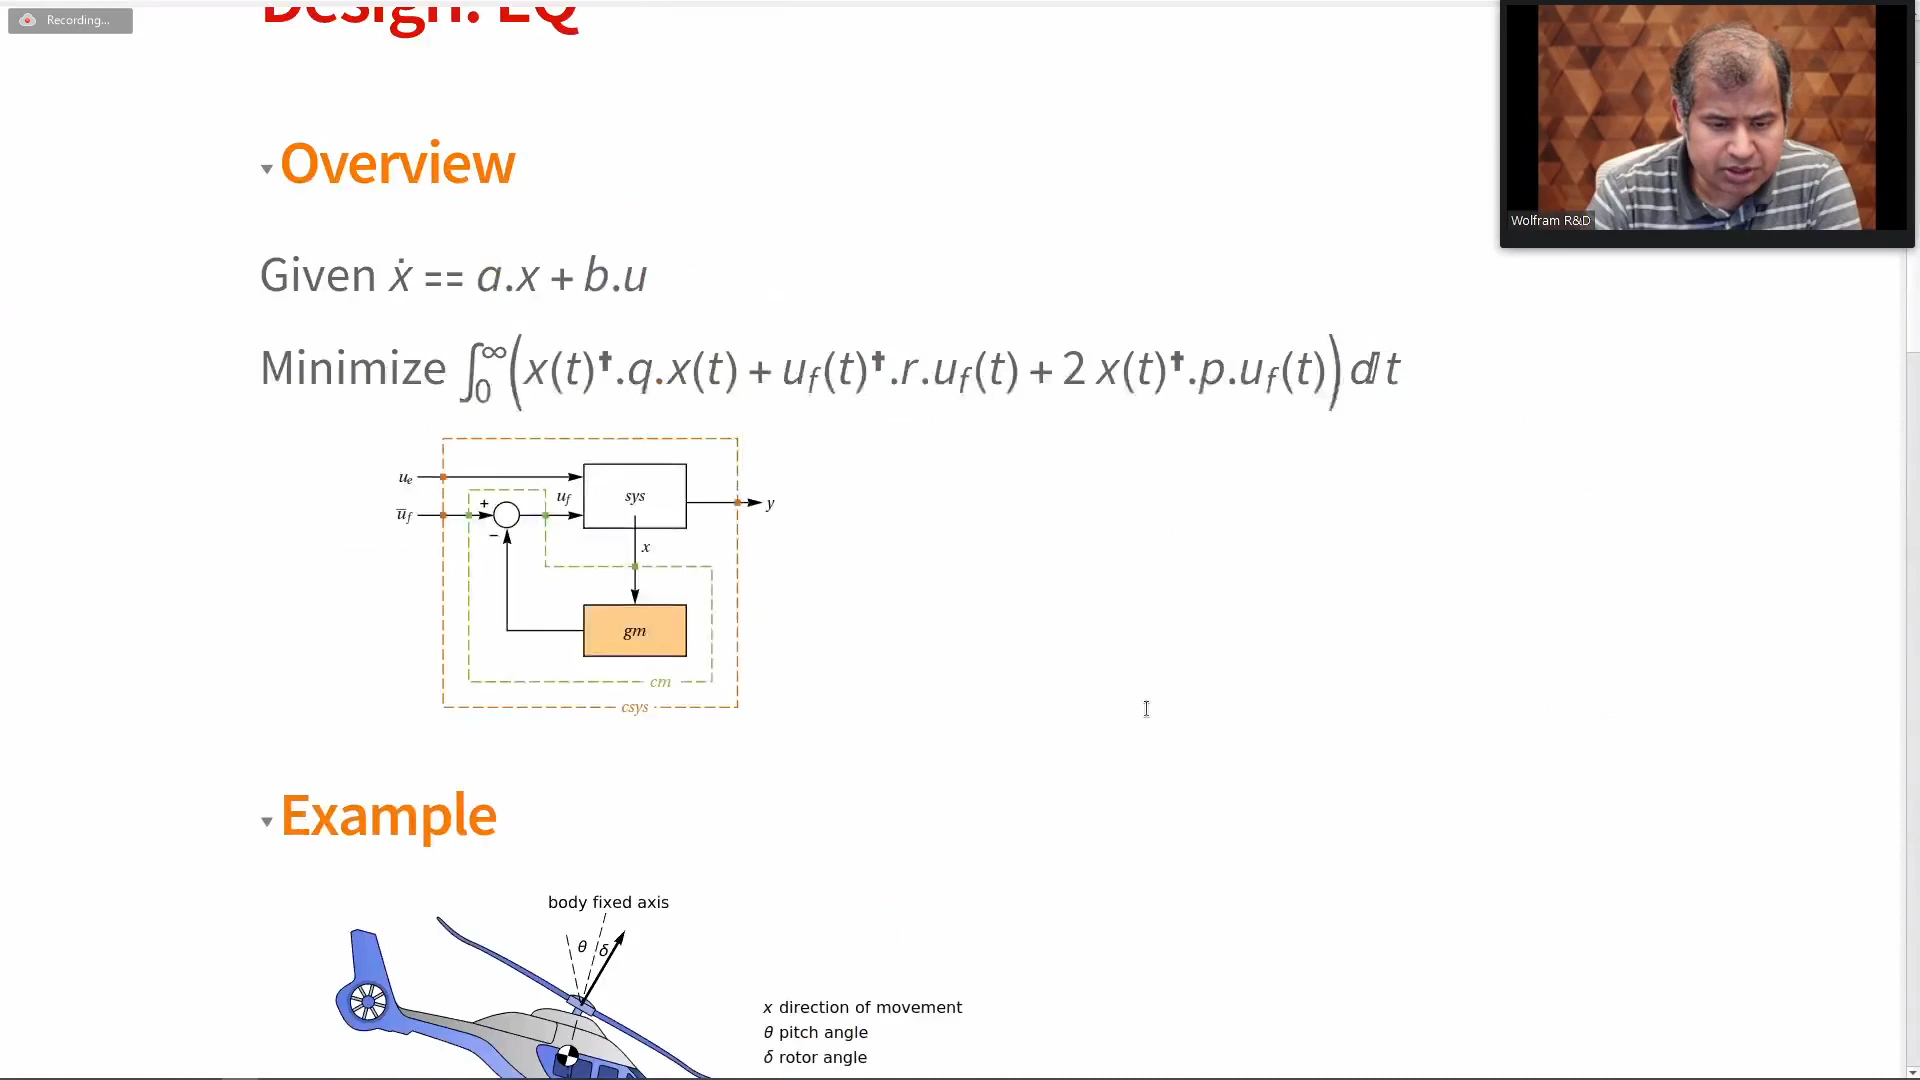 Recording...
Design: LQ
Wolfram R&D
Overview
Given ẋ == a.x + b.u
Minimize ∫₀^∞ (x(t)†.q.x(t) + u_f(t)†.r.u_f(t) + 2 x(t)†.p.u_f(t)) ⅆt
u_e
sys
+
u_f
y
ū_f
−
x
gm
cm
csys
Example
body fixed axis
θ
δ
x direction of movement
θ pitch angle
δ rotor angle